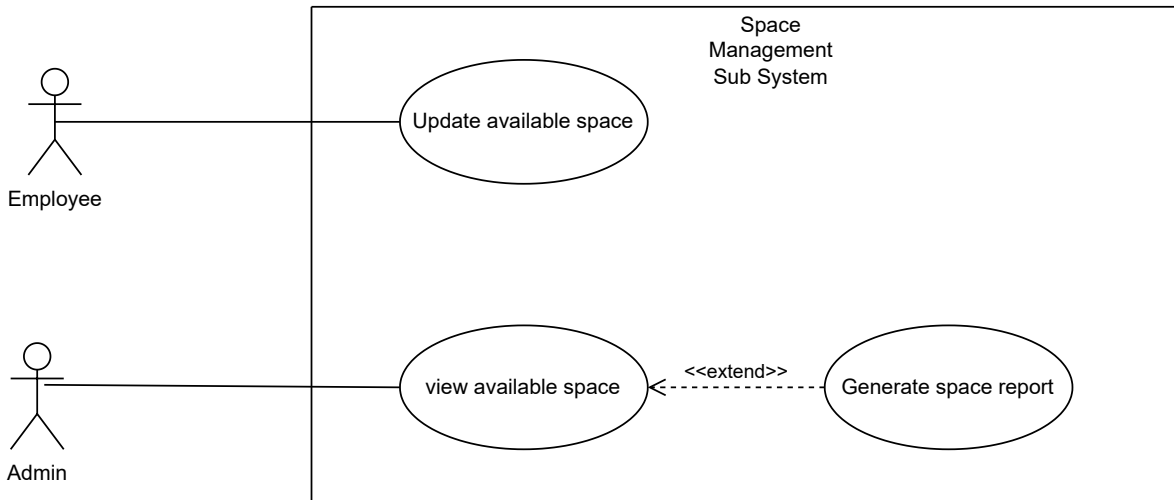 Space
Management
Sub System
Update available space
Employee
view available space
<<extend>>
Generate space report
Admin